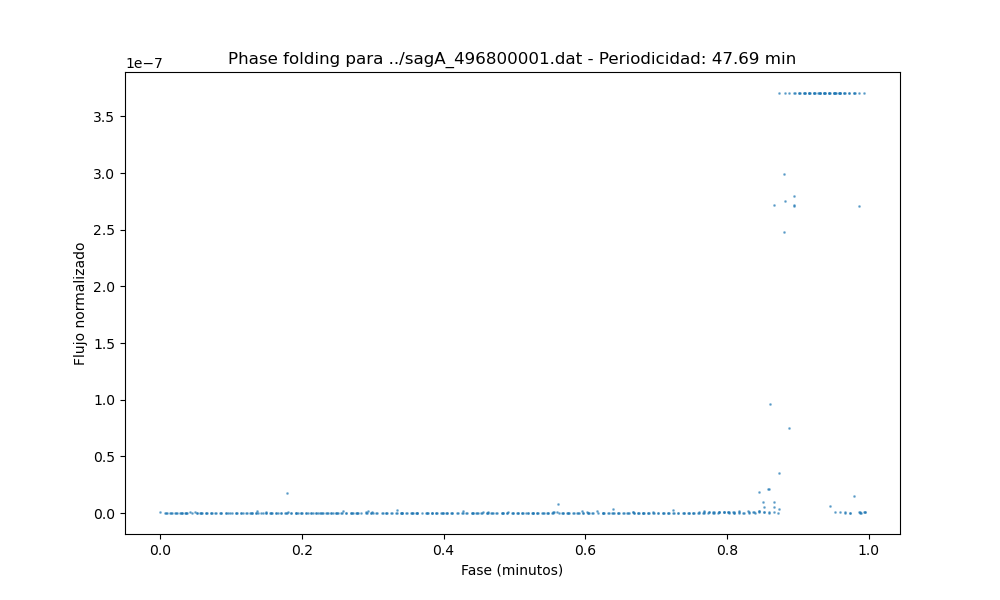 Phase folding para ../sagA_496800001.dat - Periodicidad: 47.69 min
1e−7
3.5
3.0
2.5
2.0
1.5
1.0
0.5
0.0
Flujo normalizado
0.0 0.2 0.4 0.6 0.8 1.0
Fase (minutos)